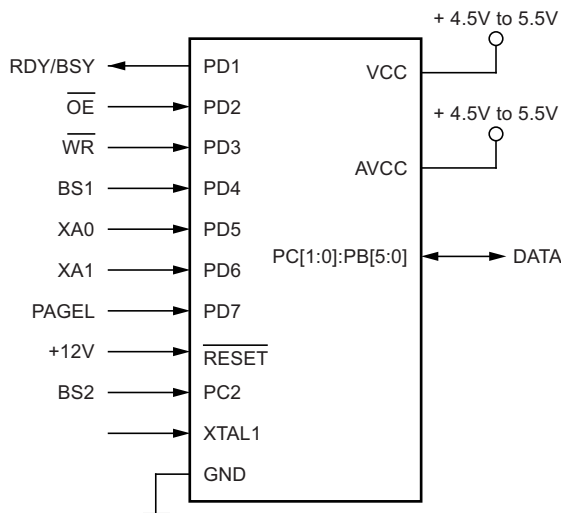 + 4.5V to 5.5V
RDY/BSY PD1 VCC
OE PD2
+ 4.5V to 5.5V
WR PD3
BS1 PD4 AVCC
XA0 PD5
PC[1:0]:PB[5:0] DATA
XA1 PD6
PAGEL PD7
+12V RESET
BS2 PC2
XTAL1
GND